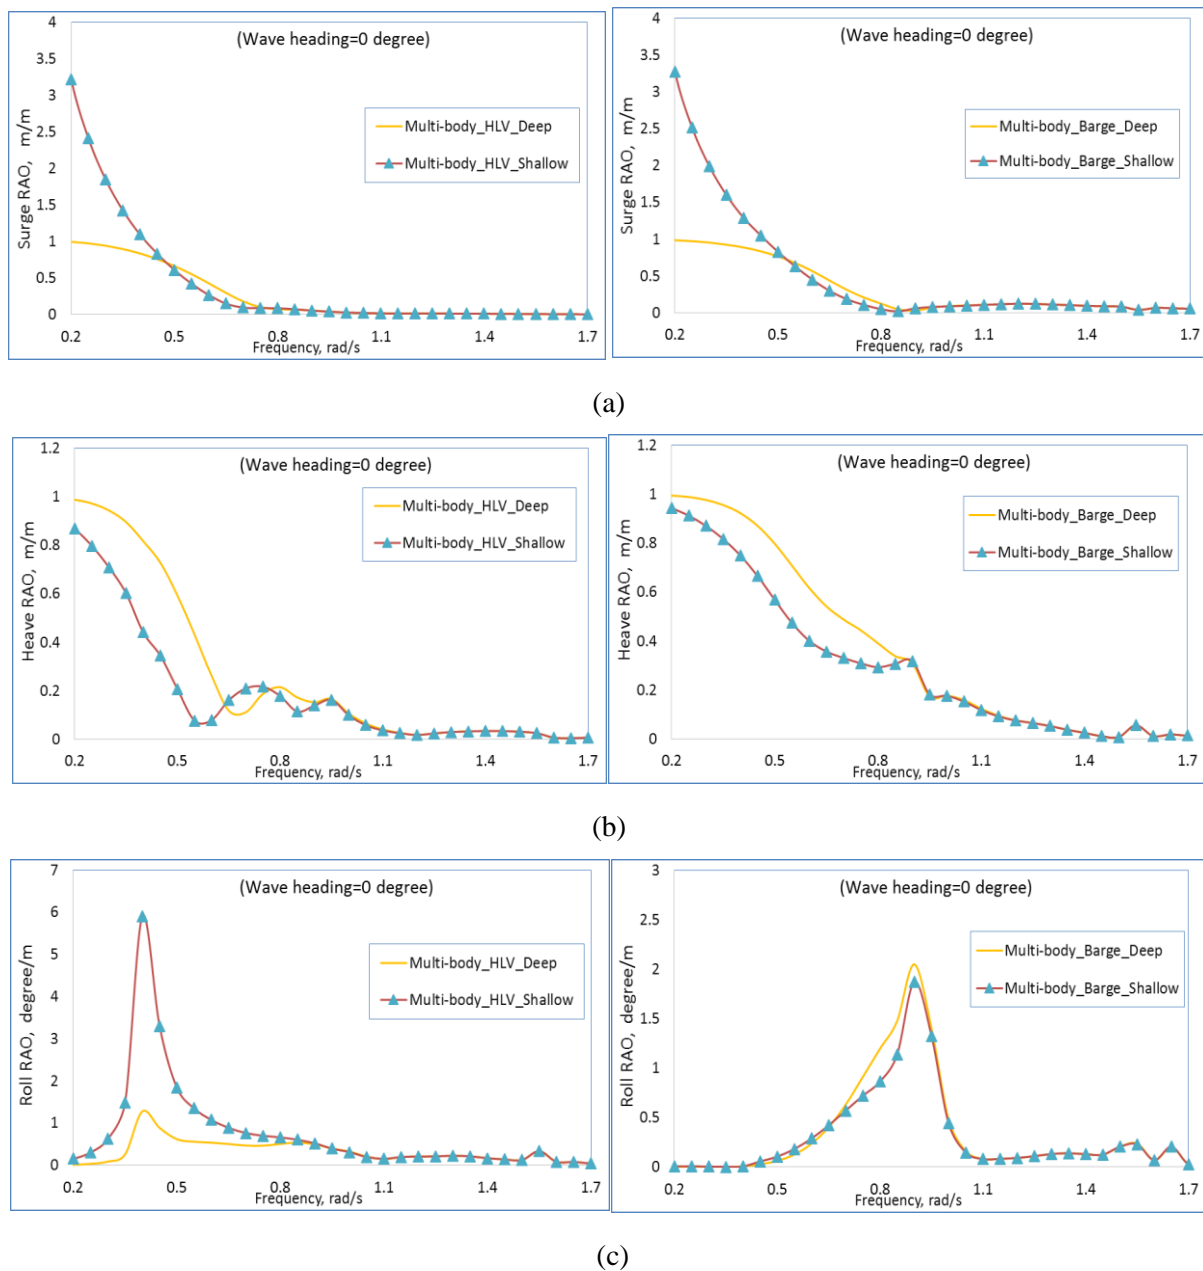 (Wave heading=0 degree)
Surge RAO, m/m
4
3.5
3
2.5
2
1.5
1
0.5
0
Multi-body_HLV_Deep
Multi-body_HLV_Shallow
0.2 0.5 0.8 1.1 1.4 1.7
Frequency, rad/s
(Wave heading=0 degree)
Surge RAO, m/m
4
3.5
3
2.5
2
1.5
1
0.5
0
Multi-body_Barge_Deep
Multi-body_Barge_Shallow
0.2 0.5 0.8 1.1 1.4 1.7
Frequency, rad/s
(a)
(Wave heading=0 degree)
Heave RAO, m/m
1.2
1
0.8
0.6
0.4
0.2
0
Multi-body_HLV_Deep
Multi-body_HLV_Shallow
0.2 0.5 0.8 1.1 1.4 1.7
Frequency, rad/s
(Wave heading=0 degree)
Heave RAO, m/m
1.2
1
0.8
0.6
0.4
0.2
0
Multi-body_Barge_Deep
Multi-body_Barge_Shallow
0.2 0.5 0.8 1.1 1.4 1.7
Frequency, rad/s
(b)
(Wave heading=0 degree)
Roll RAO, degree/m
7
6
5
4
3
2
1
0
Multi-body_HLV_Deep
Multi-body_HLV_Shallow
0.2 0.5 0.8 1.1 1.4 1.7
Frequency, rad/s
(Wave heading=0 degree)
Roll RAO, degree/m
3
2.5
2
1.5
1
0.5
0
Multi-body_Barge_Deep
Multi-body_Barge_Shallow
0.2 0.5 0.8 1.1 1.4 1.7
Frequency, rad/s
(c)